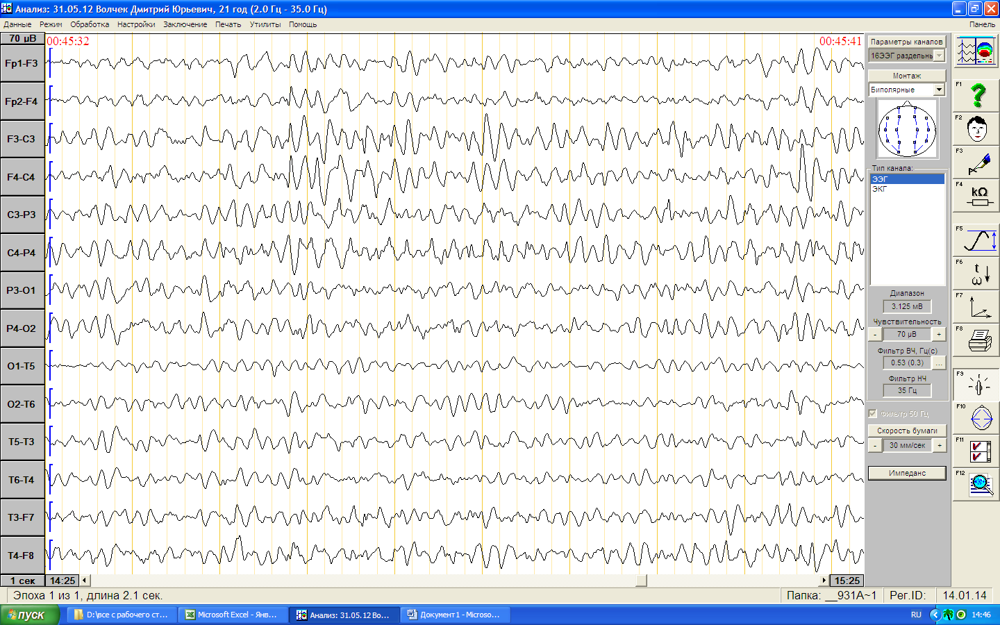 Анализ: 31.05.12 Волчек Дмитрий Юрьевич, 21 год (2.0 Гц - 35.0 Гц)
Данные Режим Обработка Настройки Заключение Печать Утилиты Помощь Панель
70 µВ 00:45:32 00:45:41
Fp1-F3
Fp2-F4
F3-C3
F4-C4
C3-P3
C4-P4
P3-O1
P4-O2
O1-T5
O2-T6
T5-T3
T6-T4
T3-F7
T4-F8
1 сек 14:25 15:25
Параметры каналов
16ЭЭГ раздельнь
Монтаж
Биполярные
Тип канала:
ЭЭГ
ЭКГ
Диапазон
3.125 мВ
Чувствительность
- 70 µВ +
Фильтр ВЧ, Гц(с)
0.53 (0.3) ...
Фильтр НЧ
35 Гц
Фильтр 50 Гц
Скорость бумаги
- 30 мм/сек +
Импеданс
F1
?
F2
F3
F4
kΩ
F5
F6
t
ω
F7
F8
F9
F10
F11
F12
Эпоха 1 из 1, длина 2.1 сек. Папка: __931A~1 Рег.ID: 14.01.14
пуск D:\все с рабочего ст... Microsoft Excel - Янв... Анализ: 31.05.12 Во... Документ1 - Microso... RU 14:46